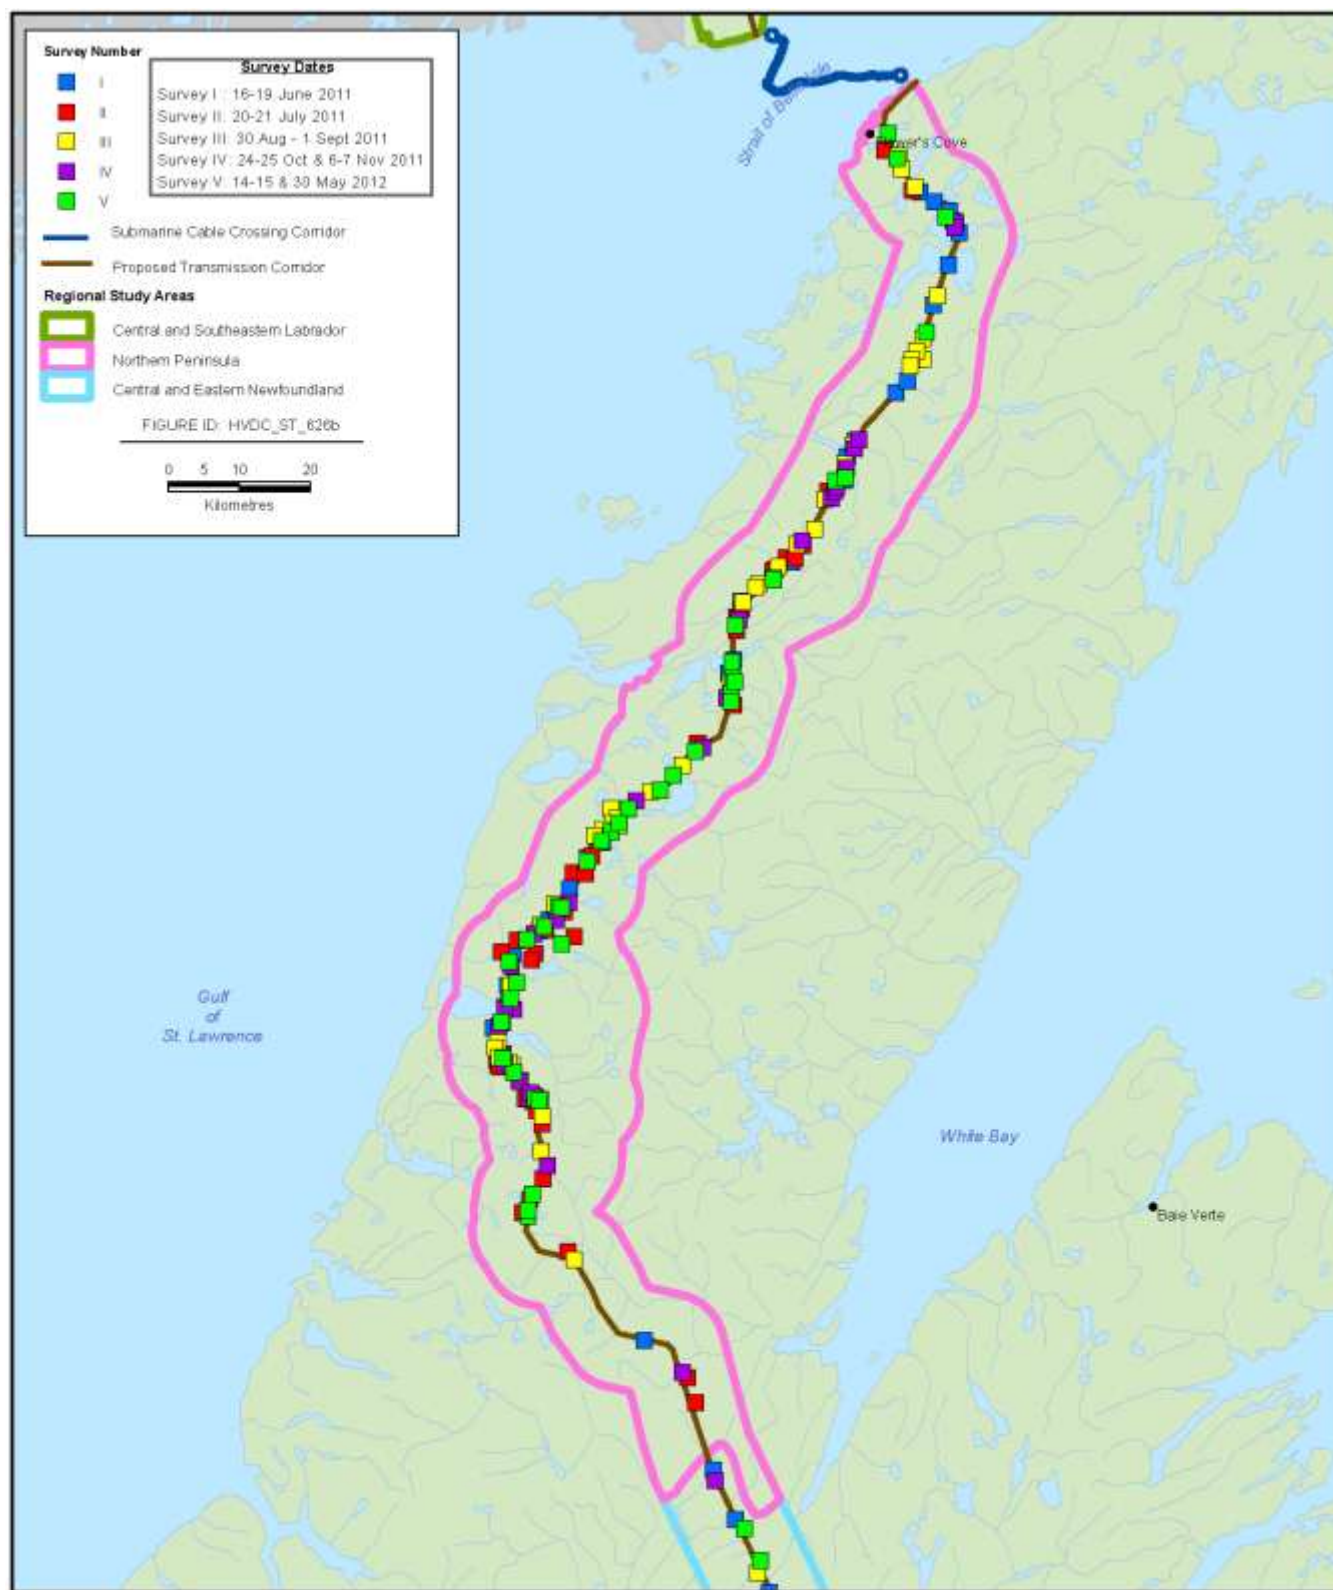 Survey Number
I
II
III
IV
V
Survey Dates
Survey I : 16-19 June 2011
Survey II: 20-21 July 2011
Survey III: 30 Aug - 1 Sept 2011
Survey IV: 24-25 Oct & 6-7 Nov 2011
Survey V: 14-15 & 30 May 2012
Submarine Cable Crossing Corridor
Proposed Transmission Corridor
Regional Study Areas
Central and Southeastern Labrador
Northern Peninsula
Central and Eastern Newfoundland
FIGURE ID: HVDC_ST_626b
0 5 10 20
Kilometres
Strait of Belle Isle
Flower's Cove
Gulf
of
St. Lawrence
White Bay
Baie Verte